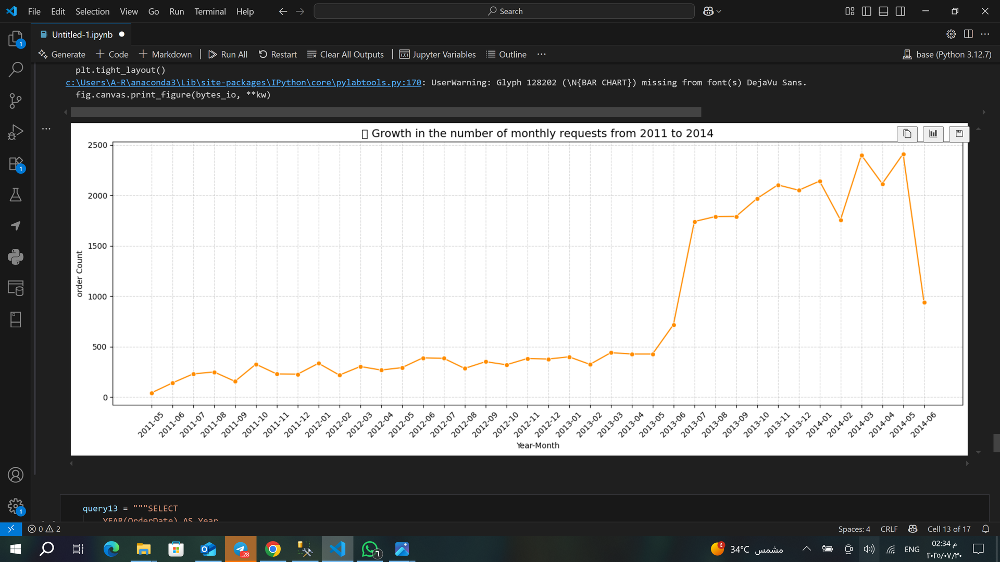 File Edit Selection View Go Run Terminal Help
Search
Untitled-1.ipynb
Generate Code Markdown Run All Restart Clear All Outputs Jupyter Variables Outline ... base (Python 3.12.7)
plt.tight_layout()
c:\Users\A-R\anaconda3\Lib\site-packages\IPython\core\pylabtools.py:170: UserWarning: Glyph 128202 (\N{BAR CHART}) missing from font(s) DejaVu Sans.
fig.canvas.print_figure(bytes_io, **kw)
Growth in the number of monthly requests from 2011 to 2014
2500
2000
1500
1000
500
0
order Count
2011-05 2011-06 2011-07 2011-08 2011-09 2011-10 2011-11 2011-12 2012-01 2012-02 2012-03 2012-04 2012-05 2012-06 2012-07 2012-08 2012-09 2012-10 2012-11 2012-12 2013-01 2013-02 2013-03 2013-04 2013-05 2013-06 2013-07 2013-08 2013-09 2013-10 2013-11 2013-12 2014-01 2014-02 2014-03 2014-04 2014-05 2014-06
Year-Month
query13 = """SELECT
YEAR(OrderDate) AS Year
0 2 Spaces: 4 CRLF Cell 13 of 17
34°C مشمس ENG 02:34 م
٢٠٢٥/٠٧/٣٠